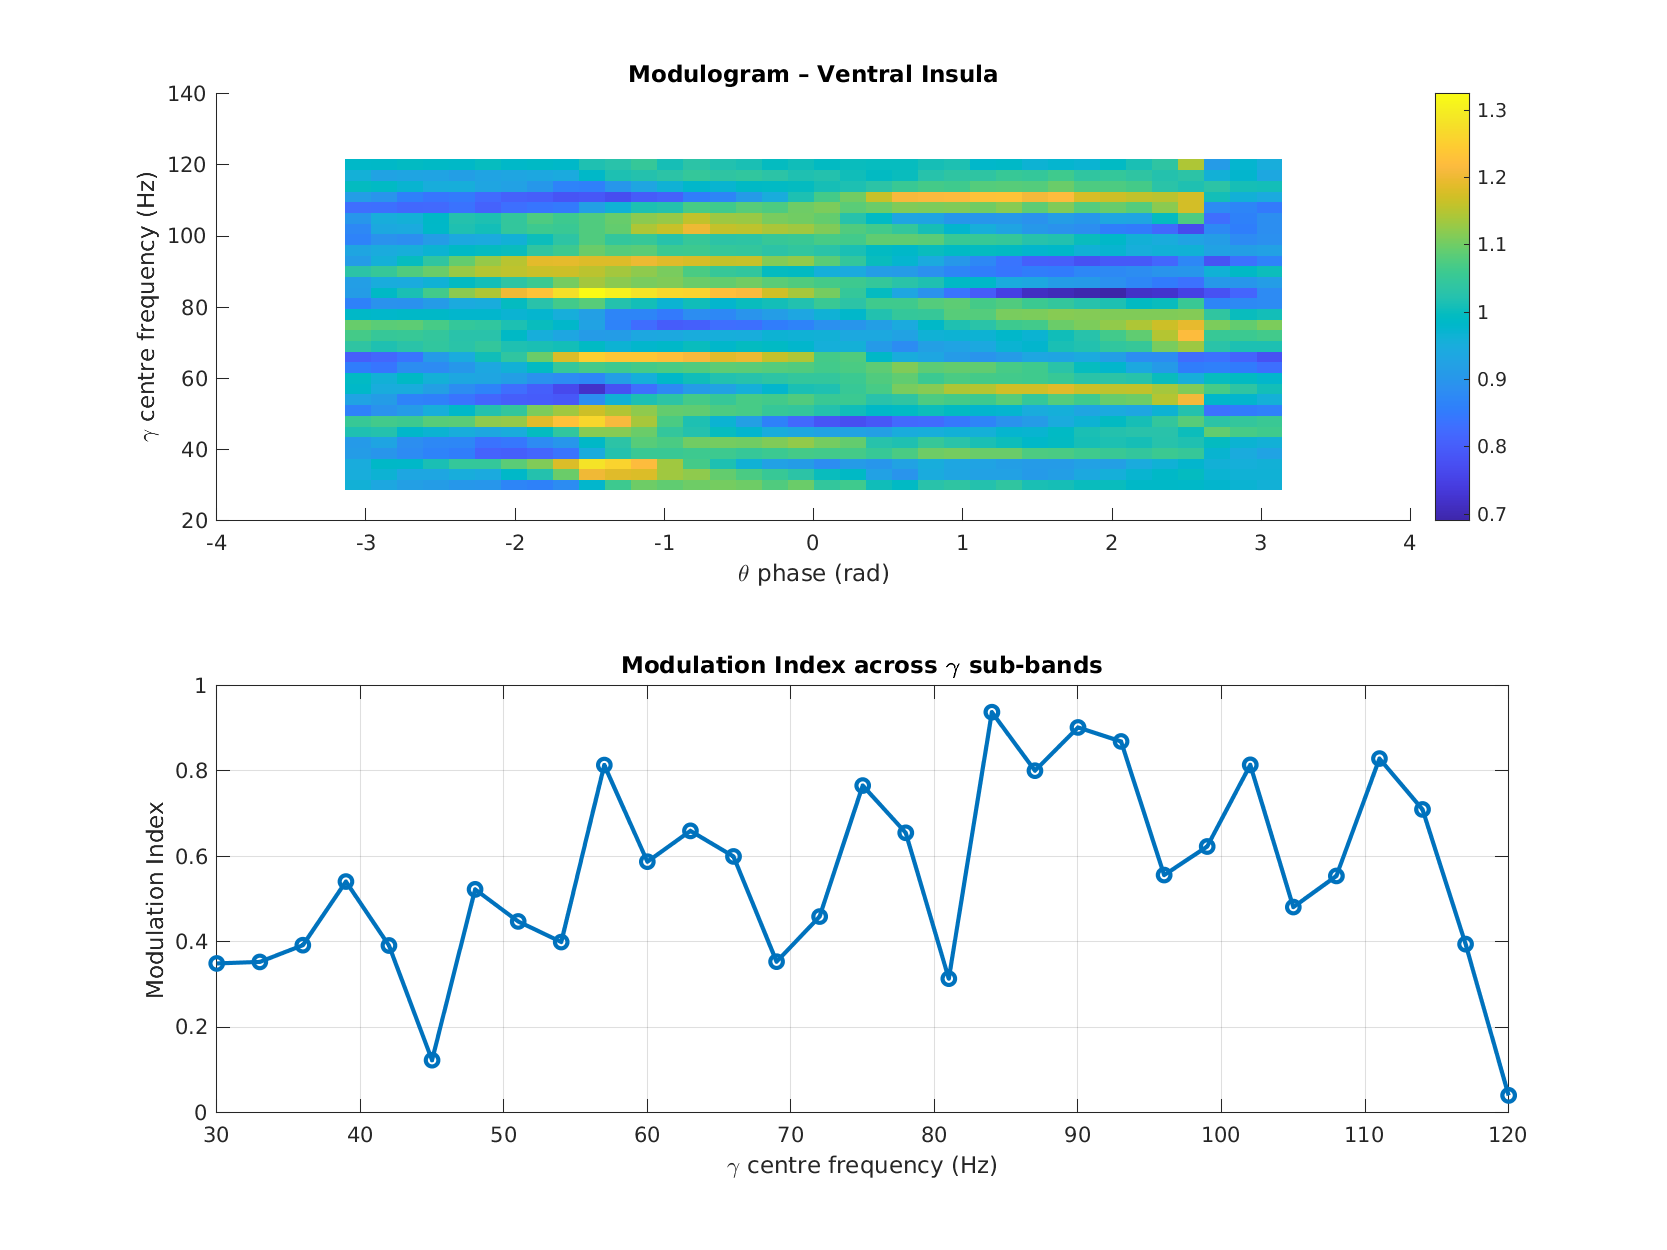 Modulogram – Ventral Insula
140
120
100
80
60
40
20
γ centre frequency (Hz)
-4 -3 -2 -1 0 1 2 3 4
θ phase (rad)
1.3
1.2
1.1
1
0.9
0.8
0.7
Modulation Index across γ sub-bands
1
0.8
0.6
0.4
0.2
0
Modulation Index
30 40 50 60 70 80 90 100 110 120
γ centre frequency (Hz)